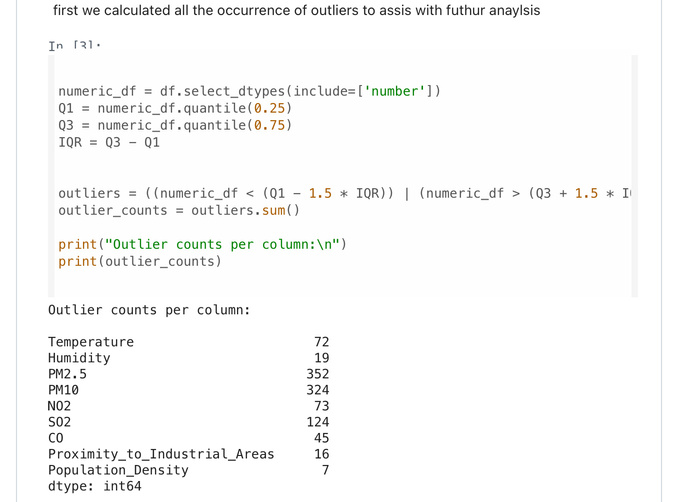 first we calculated all the occurrence of outliers to assis with futhur anaylsis
In [3]:
numeric_df = df.select_dtypes(include=['number'])
Q1 = numeric_df.quantile(0.25)
Q3 = numeric_df.quantile(0.75)
IQR = Q3 - Q1
outliers = ((numeric_df < (Q1 - 1.5 * IQR)) | (numeric_df > (Q3 + 1.5 * I
outlier_counts = outliers.sum()
print("Outlier counts per column:\n")
print(outlier_counts)
Outlier counts per column:
Temperature 72
Humidity 19
PM2.5 352
PM10 324
NO2 73
SO2 124
CO 45
Proximity_to_Industrial_Areas 16
Population_Density 7
dtype: int64